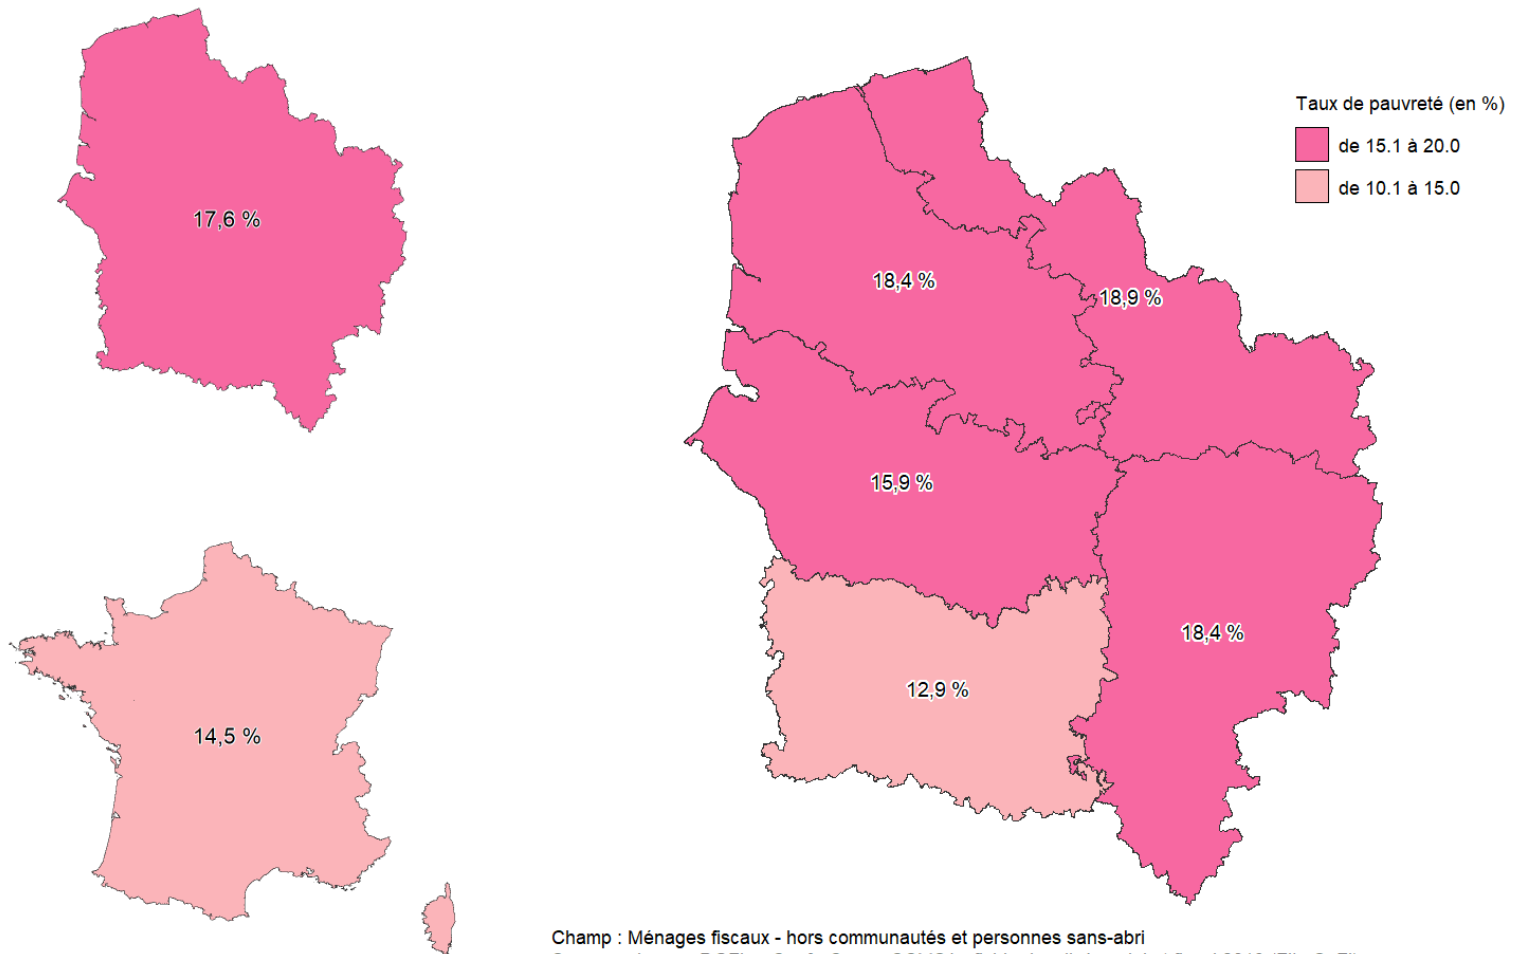 17,6 %
14,5 %
Taux de pauvreté (en %)
de 15.1 à 20.0
de 10.1 à 15.0
18,4 %
18,9 %
15,9 %
18,4 %
12,9 %
Champ : Ménages fiscaux - hors communautés et personnes sans-abri